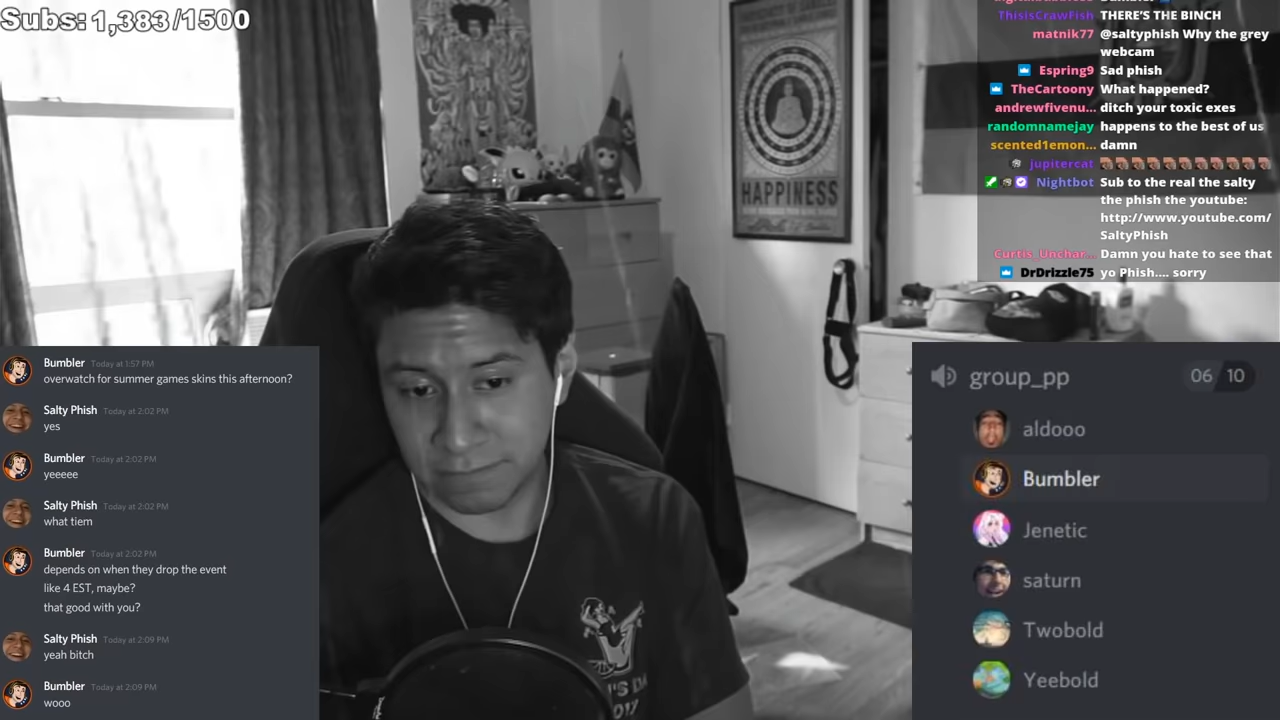 Subs: 1,383/1500
THERE'S THE BINCH
ThisisCrawFish
matnik77 @saltyphish Why the grey
webcam
Espring9 Sad phish
TheCartoony What happened?
andrewfivenu... ditch your toxic exes
randomnamejay happens to the best of us
scented1emon... damn
jupitercat
Nightbot Sub to the real the salty
the phish the youtube:
http://www.youtube.com/
SaltyPhish
Curtis_Unchar... Damn you hate to see that
DrDrizzle75 yo Phish.... sorry
HAPPINESS
Bumbler Today at 1:57 PM
overwatch for summer games skins this afternoon?
Salty Phish Today at 2:02 PM
yes
Bumbler Today at 2:02 PM
yeeeee
Salty Phish Today at 2:02 PM
what tiem
Bumbler Today at 2:02 PM
depends on when they drop the event
like 4 EST, maybe?
that good with you?
Salty Phish Today at 2:09 PM
yeah bitch
Bumbler Today at 2:09 PM
wooo
group_pp 06 10
aldooo
Bumbler
Jenetic
saturn
Twobold
Yeebold